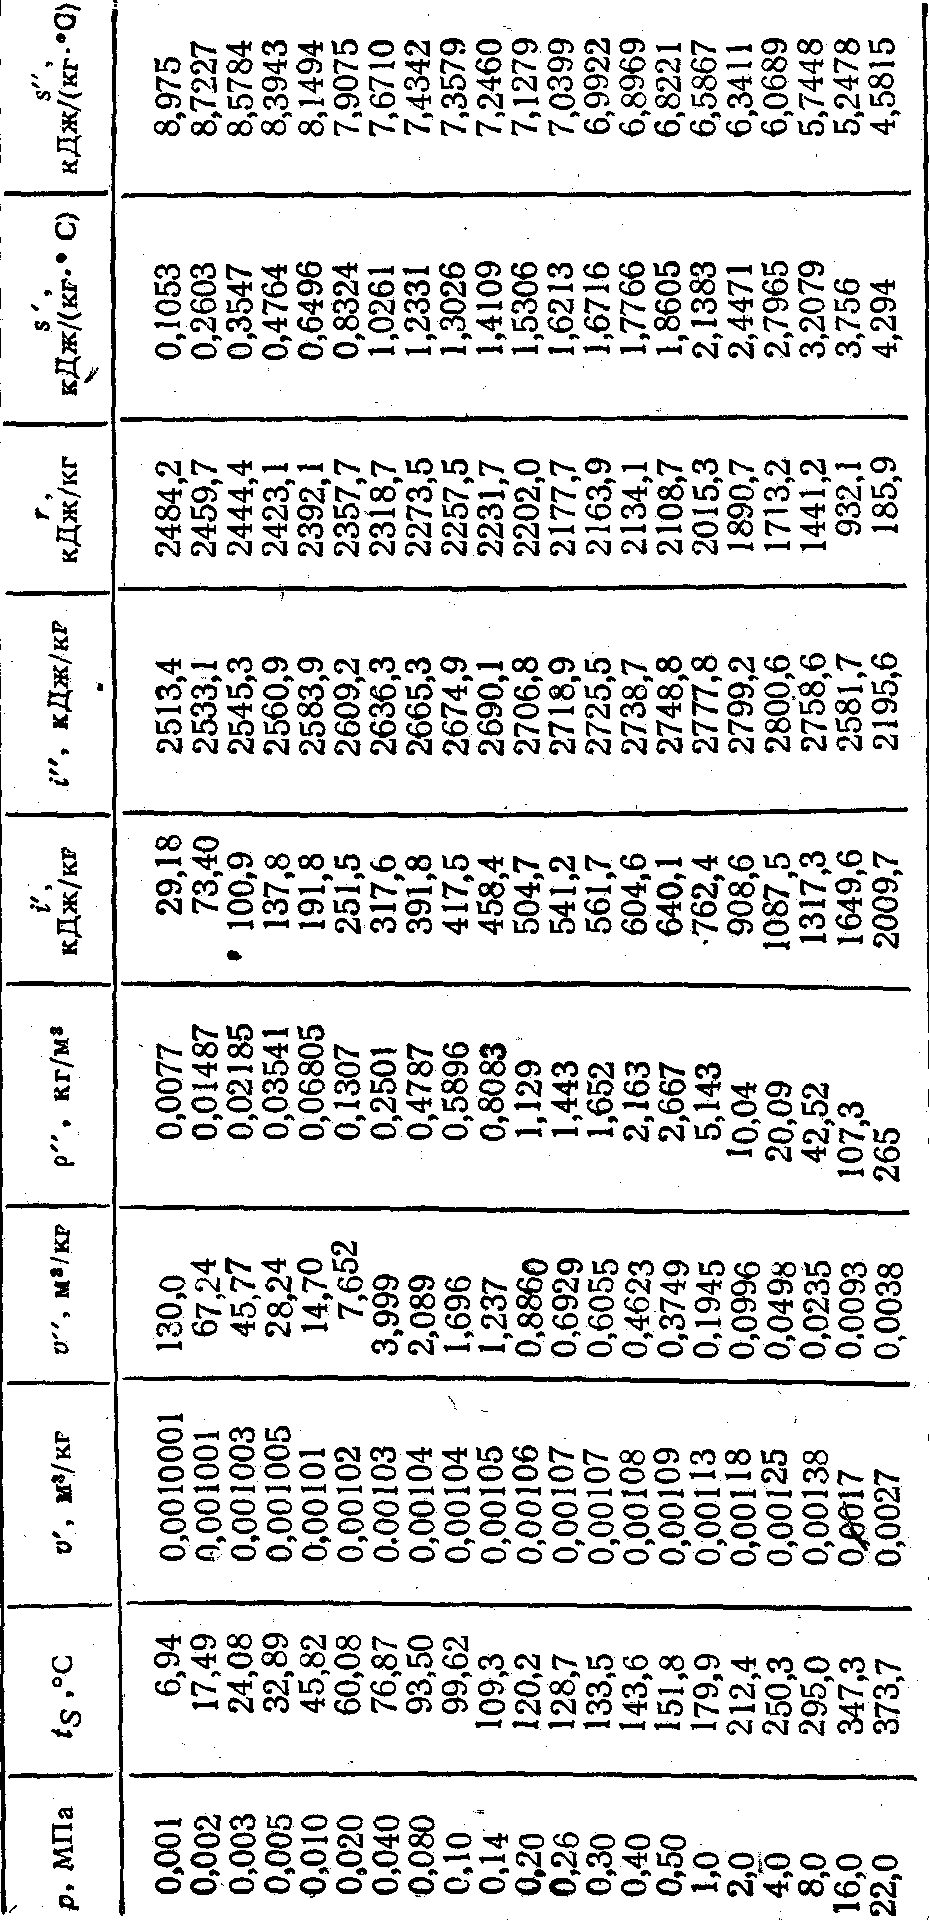 p, МПа tS, °C υ', м³/кг υ'', м³/кг ρ'', кг/м³ i', кДж/кг i'', кДж/кг r, кДж/кг s', кДж/(кг·°C) s'', кДж/(кг·°C)
0,001 6,94 0,0010001 130,0 0,0077 29,18 2513,4 2484,2 0,1053 8,975
0,002 17,49 0,001001 67,24 0,01487 73,40 2533,1 2459,7 0,2603 8,7227
0,003 24,08 0,001003 45,77 0,02185 100,9 2545,3 2444,4 0,3547 8,5784
0,005 32,89 0,001005 28,24 0,03541 137,8 2560,9 2423,1 0,4764 8,3943
0,010 45,82 0,00101 14,70 0,06805 191,8 2583,9 2392,1 0,6496 8,1494
0,020 60,08 0,00102 7,652 0,1307 251,5 2609,2 2357,7 0,8324 7,9075
0,040 76,87 0,00103 3,999 0,2501 317,6 2636,3 2318,7 1,0261 7,6710
0,080 93,50 0,00104 2,089 0,4787 391,8 2665,3 2273,5 1,2331 7,4342
0,10 99,62 0,00104 1,696 0,5896 417,5 2674,9 2257,5 1,3026 7,3579
0,14 109,3 0,00105 1,237 0,8083 458,4 2690,1 2231,7 1,4109 7,2460
0,20 120,2 0,00106 0,8860 1,129 504,7 2706,8 2202,0 1,5306 7,1279
0,26 128,7 0,00107 0,6929 1,443 541,2 2718,9 2177,7 1,6213 7,0399
0,30 133,5 0,00107 0,6055 1,652 561,7 2725,5 2163,9 1,6716 6,9922
0,40 143,6 0,00108 0,4623 2,163 604,6 2738,7 2134,1 1,7766 6,8969
0,50 151,8 0,00109 0,3749 2,667 640,1 2748,8 2108,7 1,8605 6,8221
1,0 179,9 0,00113 0,1945 5,143 762,4 2777,8 2015,3 2,1383 6,5867
2,0 212,4 0,00118 0,0996 10,04 908,6 2799,2 1890,7 2,4471 6,3411
4,0 250,3 0,00125 0,0498 20,09 1087,5 2800,6 1713,2 2,7965 6,0689
8,0 295,0 0,00138 0,0235 42,52 1317,3 2758,6 1441,2 3,2079 5,7448
16,0 347,3 0,0017 0,0093 107,3 1649,6 2581,7 932,1 3,756 5,2478
22,0 373,7 0,0027 0,0038 265 2009,7 2195,6 185,9 4,294 4,5815